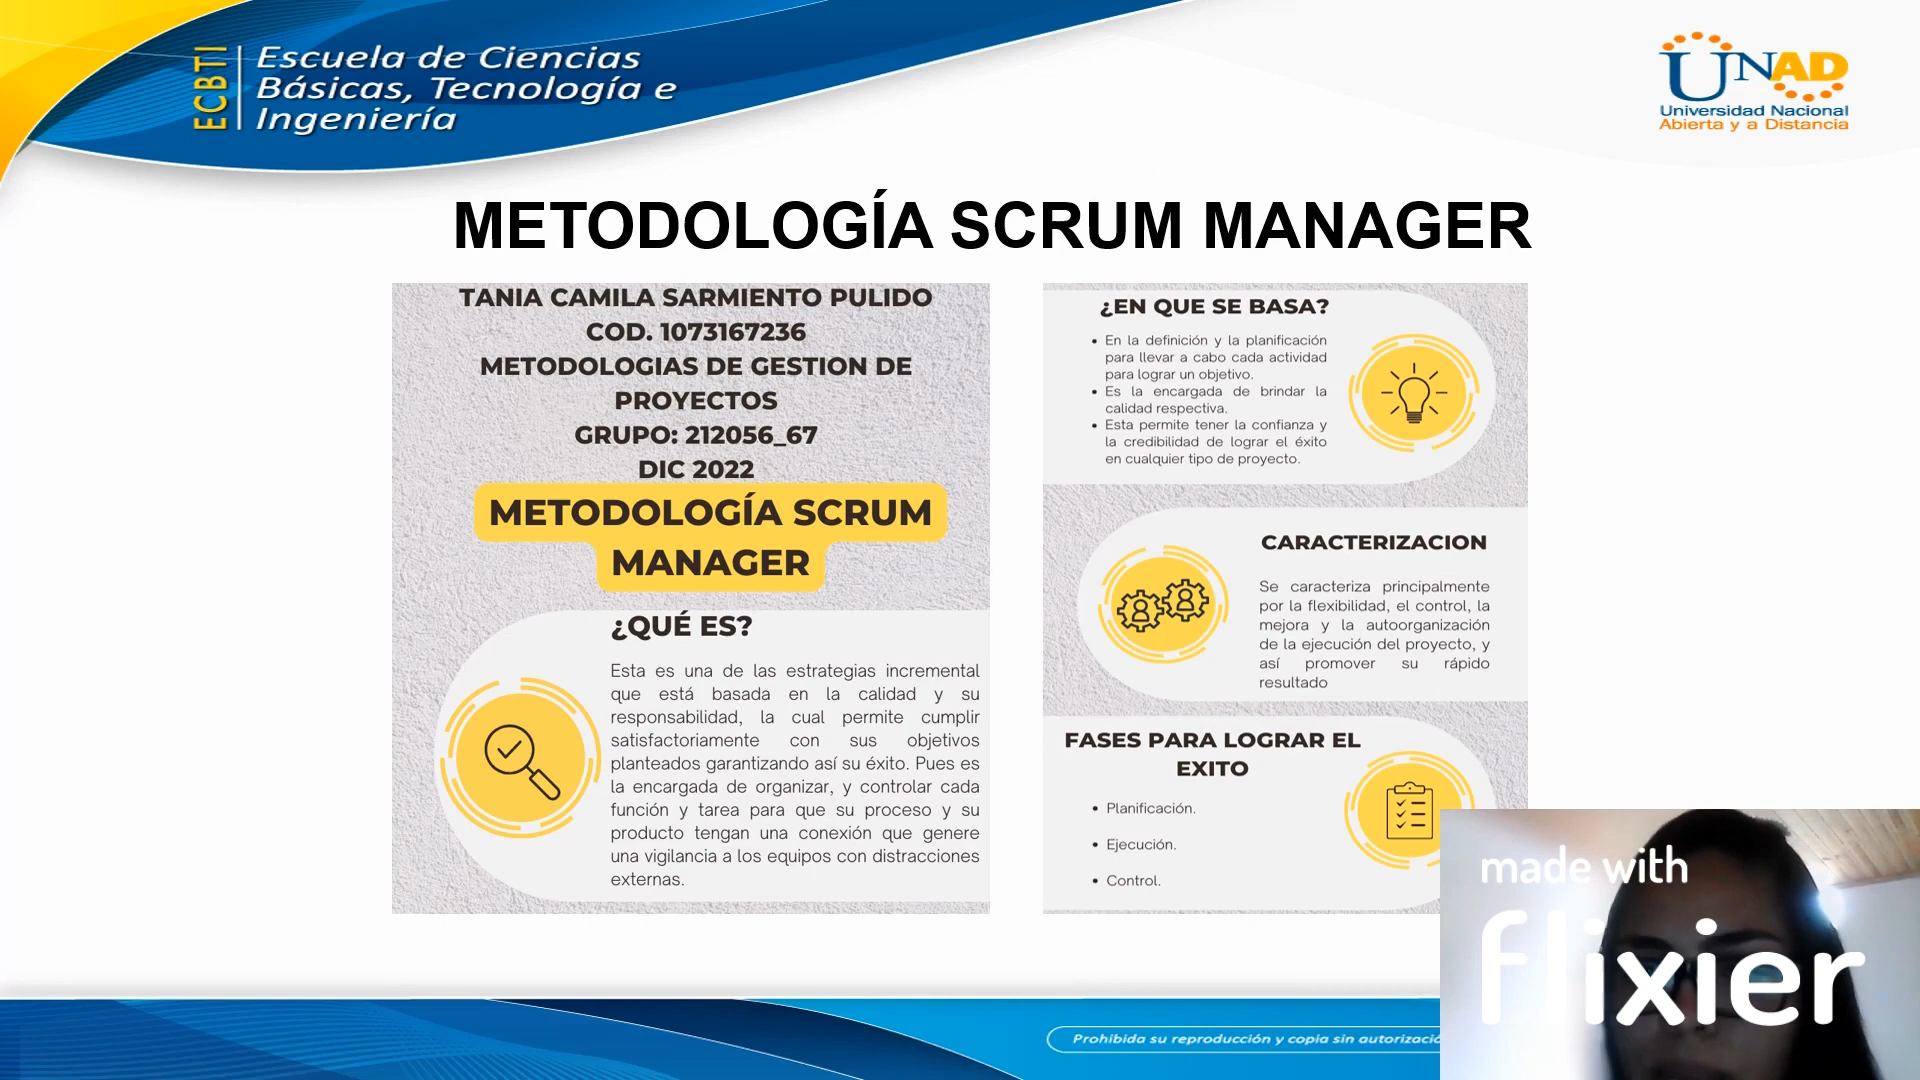 ECBTI
Escuela de Ciencias
Básicas, Tecnología e
Ingeniería
UNAD
Universidad Nacional
Abierta y a Distancia
METODOLOGÍA SCRUM MANAGER
TANIA CAMILA SARMIENTO PULIDO
COD. 1073167236
METODOLOGIAS DE GESTION DE
PROYECTOS
GRUPO: 212056_67
DIC 2022
METODOLOGÍA SCRUM
MANAGER
¿QUÉ ES?
Esta es una de las estrategias incremental
que está basada en la calidad y su
responsabilidad, la cual permite cumplir
satisfactoriamente con sus objetivos
planteados garantizando así su éxito. Pues es
la encargada de organizar, y controlar cada
función y tarea para que su proceso y su
producto tengan una conexión que genere
una vigilancia a los equipos con distracciones
externas.
¿EN QUE SE BASA?
• En la definición y la planificación
para llevar a cabo cada actividad
para lograr un objetivo.
• Es la encargada de brindar la
calidad respectiva.
• Esta permite tener la confianza y
la credibilidad de lograr el éxito
en cualquier tipo de proyecto.
CARACTERIZACION
Se caracteriza principalmente
por la flexibilidad, el control, la
mejora y la autoorganización
de la ejecución del proyecto, y
así promover su rápido
resultado
FASES PARA LOGRAR EL
EXITO
• Planificación.
• Ejecución.
• Control.
made with
flixier
Prohibida su reproducción y copia sin autorizació